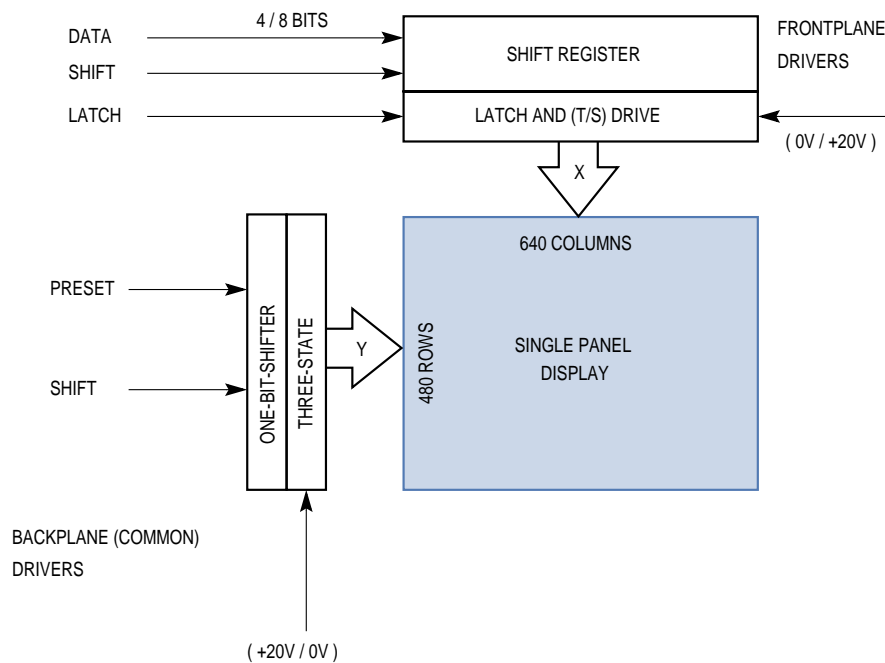 4 / 8 BITS
DATA
SHIFT
LATCH
SHIFT REGISTER
LATCH AND (T/S) DRIVE
FRONTPLANE
DRIVERS
( 0V / +20V )
X
640 COLUMNS
480 ROWS
SINGLE PANEL
DISPLAY
PRESET
SHIFT
ONE-BIT-SHIFTER
THREE-STATE
Y
BACKPLANE (COMMON)
DRIVERS
( +20V / 0V )